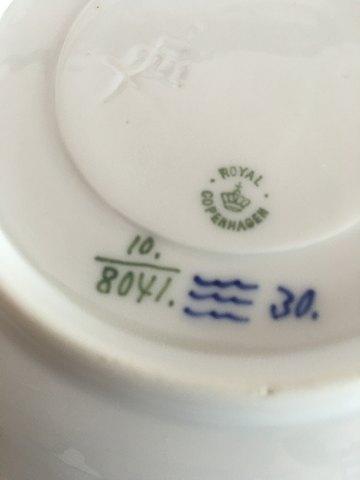 ROYAL
COPENHAGEN
10.
8041.
30.